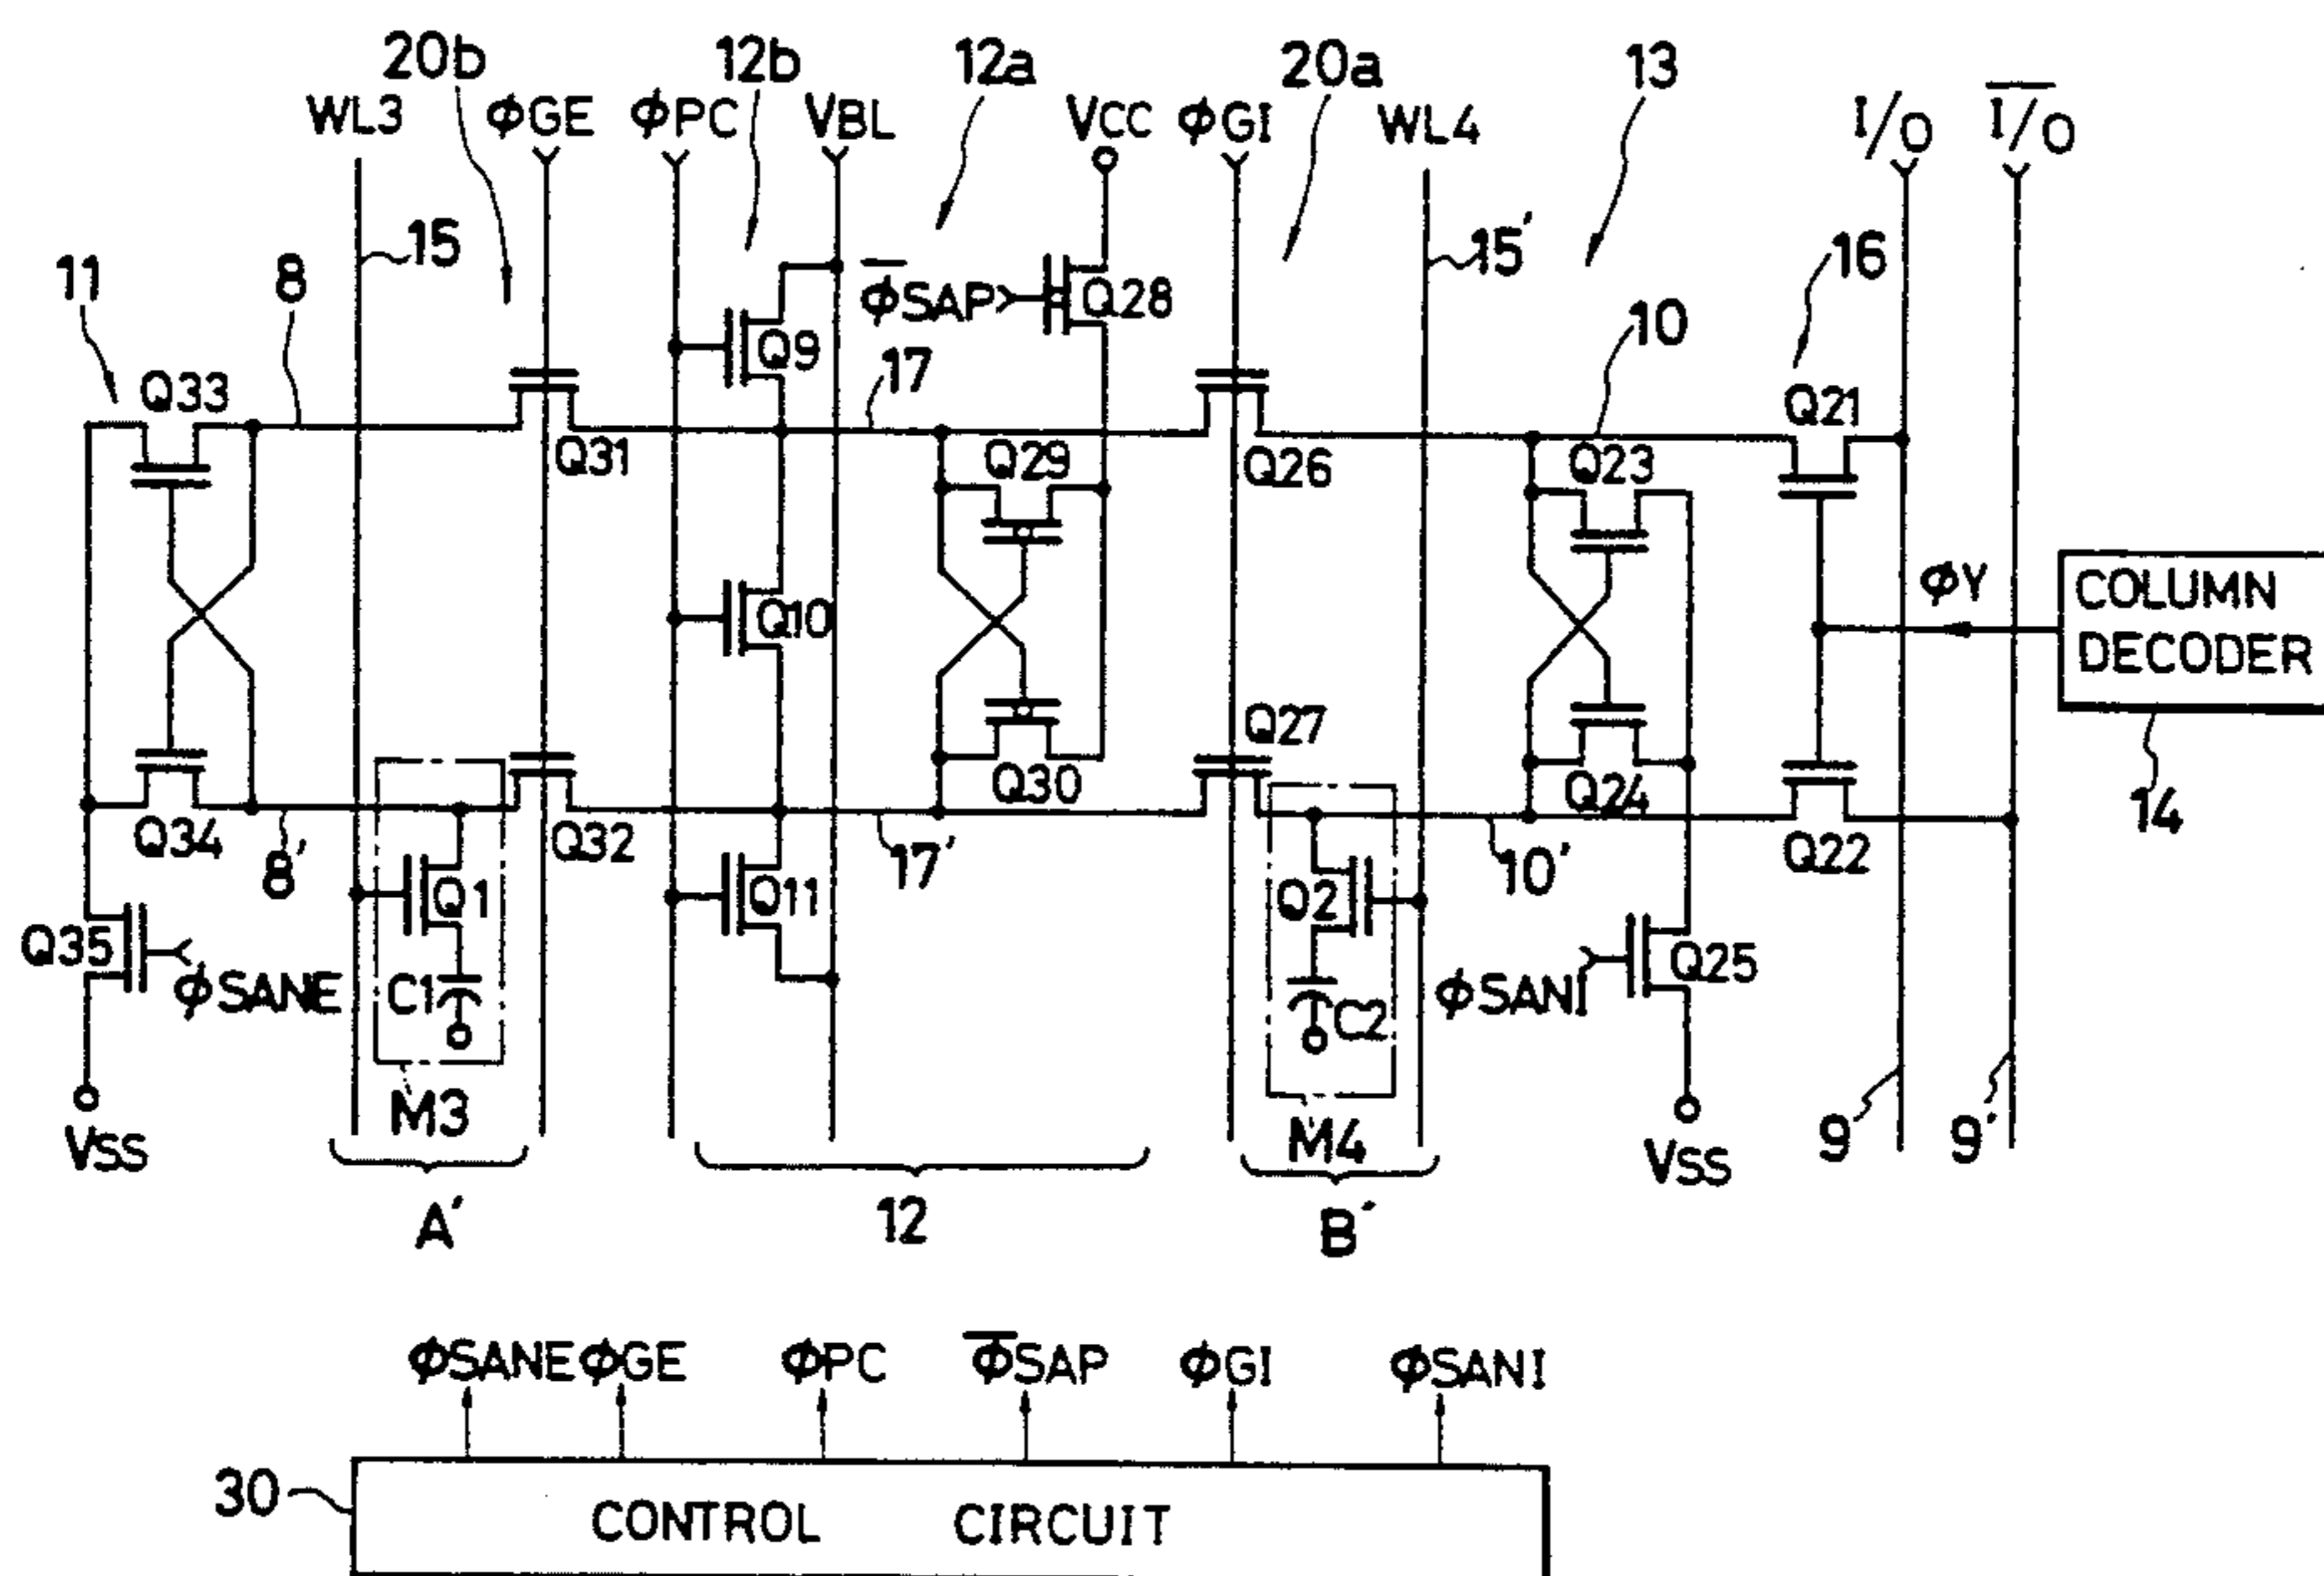 20b 12b 12a 20a 13
WL3 φGE φPC VBL VCC φGI WL4 I/O I/O
11 8 15 φSAP Q28 15' 16
Q33 Q31 Q9 17 Q29 Q26 10 Q23 Q21
Q10 φY COLUMN
DECODER
Q34 8' Q32 17' Q30 Q27 Q24 Q22 14
Q35 φSANE Q1 Q11 Q2 10' φSANI Q25
C1 C2
VSS M3 M4 VSS 9 9'
A' 12 B'
φSANE φGE φPC φSAP φGI φSANI
30 CONTROL CIRCUIT